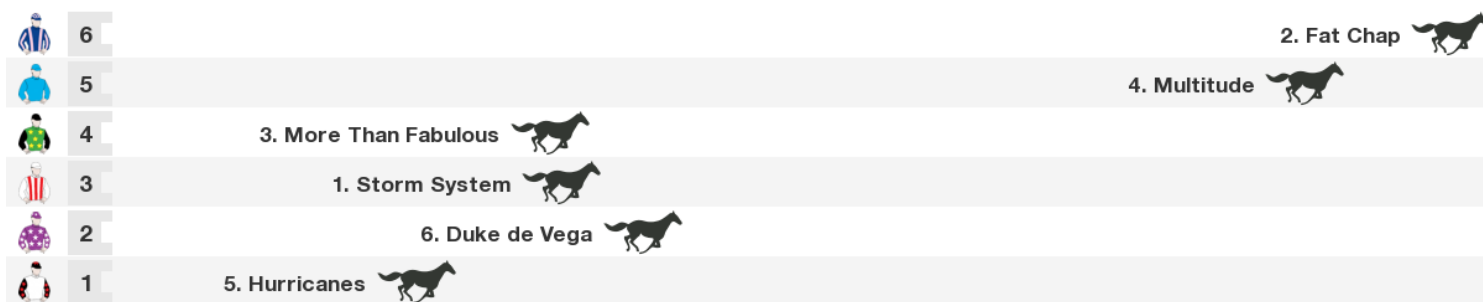 6 2. Fat Chap
5 4. Multitude
4 3. More Than Fabulous
3 1. Storm System
2 6. Duke de Vega
1 5. Hurricanes